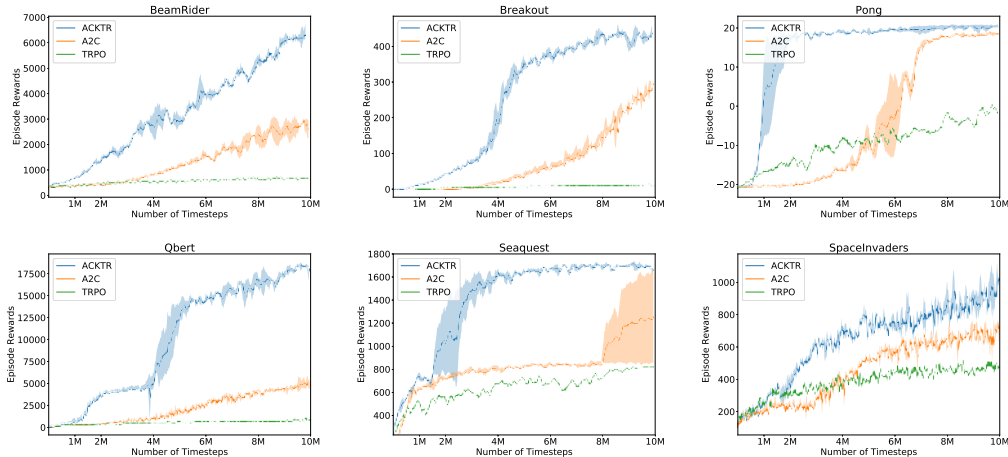 BeamRider
Episode Rewards
7000
6000
5000
4000
3000
2000
1000
0
ACKTR
A2C
TRPO
1M 2M 4M 6M 8M 10M
Number of Timesteps
Breakout
Episode Rewards
400
300
200
100
0
ACKTR
A2C
TRPO
1M 2M 4M 6M 8M 10M
Number of Timesteps
Pong
Episode Rewards
20
10
0
−10
−20
ACKTR
A2C
TRPO
1M 2M 4M 6M 8M 10M
Number of Timesteps
Qbert
Episode Rewards
17500
15000
12500
10000
7500
5000
2500
0
ACKTR
A2C
TRPO
1M 2M 4M 6M 8M 10M
Number of Timesteps
Seaquest
Episode Rewards
1800
1600
1400
1200
1000
800
600
400
ACKTR
A2C
TRPO
1M 2M 4M 6M 8M 10M
Number of Timesteps
SpaceInvaders
Episode Rewards
1000
800
600
400
200
ACKTR
A2C
TRPO
1M 2M 4M 6M 8M 10M
Number of Timesteps